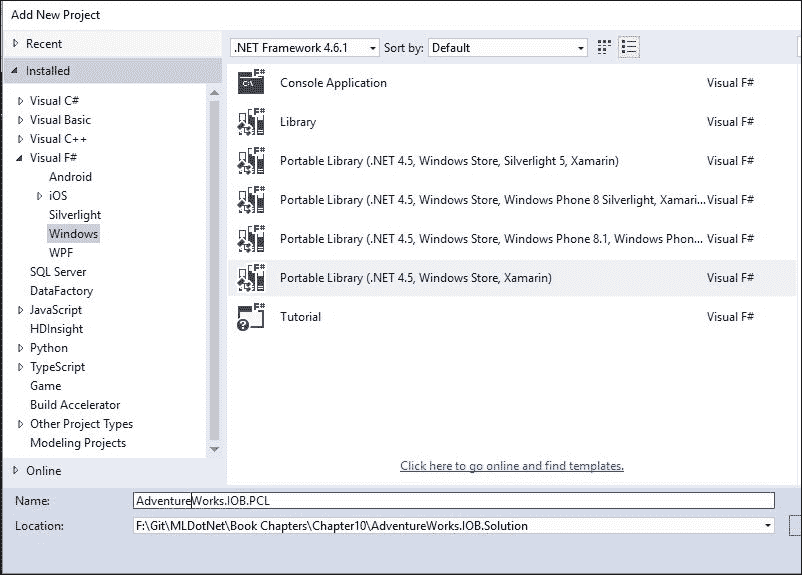 Add New Project
Recent
Installed
Visual C#
Visual Basic
Visual C++
Visual F#
Android
iOS
Silverlight
Windows
WPF
SQL Server
DataFactory
JavaScript
HDInsight
Python
TypeScript
Game
Build Accelerator
Other Project Types
Modeling Projects
Online
.NET Framework 4.6.1
Sort by: Default
Console Application Visual F#
Library Visual F#
Portable Library (.NET 4.5, Windows Store, Silverlight 5, Xamarin) Visual F#
Portable Library (.NET 4.5, Windows Store, Windows Phone 8 Silverlight, Xamari... Visual F#
Portable Library (.NET 4.5, Windows Store, Windows Phone 8.1, Windows Phon... Visual F#
Portable Library (.NET 4.5, Windows Store, Xamarin) Visual F#
Tutorial Visual F#
Click here to go online and find templates.
Name: AdventureWorks.IOB.PCL
Location: F:\Git\MLDotNet\Book Chapters\Chapter10\AdventureWorks.IOB.Solution